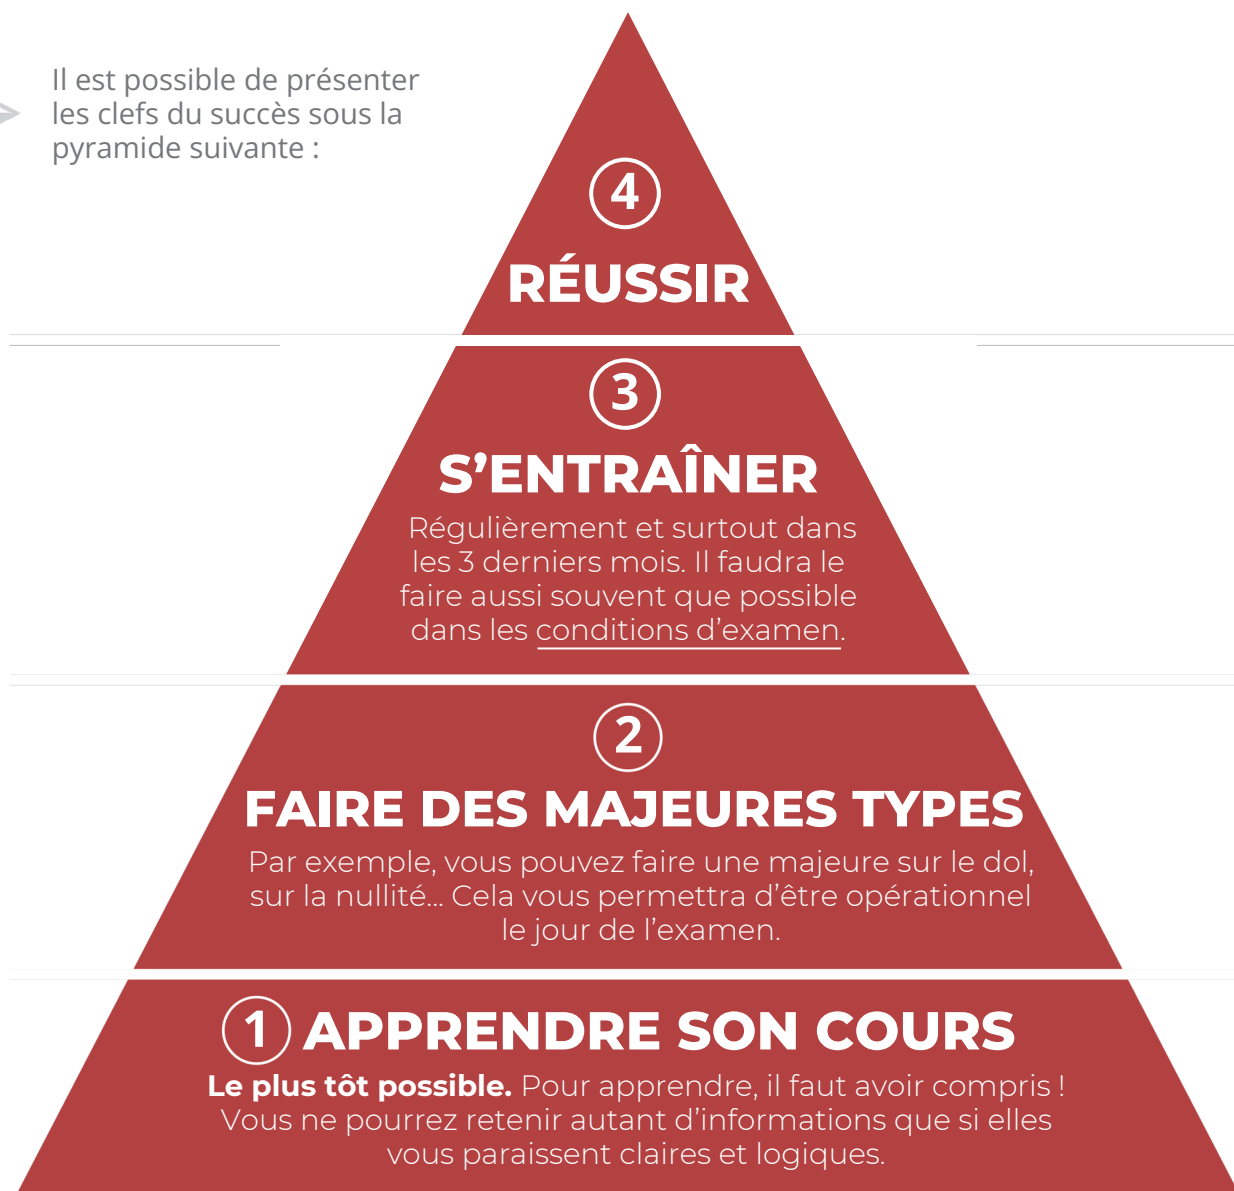 Il est possible de présenter
les clefs du succès sous la
pyramide suivante :
4
RÉUSSIR
3
S’ENTRAÎNER
Régulièrement et surtout dans
les 3 derniers mois. Il faudra le
faire aussi souvent que possible
dans les conditions d’examen.
2
FAIRE DES MAJEURES TYPES
Par exemple, vous pouvez faire une majeure sur le dol,
sur la nullité... Cela vous permettra d’être opérationnel
le jour de l’examen.
1 APPRENDRE SON COURS
Le plus tôt possible. Pour apprendre, il faut avoir compris !
Vous ne pourrez retenir autant d’informations que si elles
vous paraissent claires et logiques.